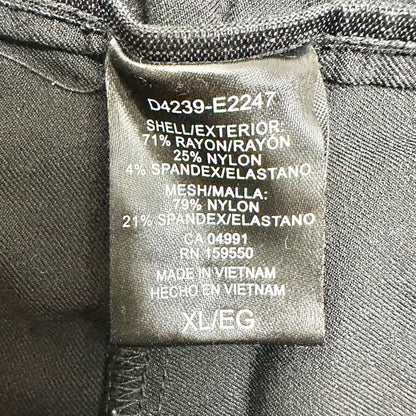 D4239-E2247
SHELL/EXTERIOR:
71% RAYON/RAYÓN
25% NYLON
4% SPANDEX/ELASTANO
MESH/MALLA:
79% NYLON
21% SPANDEX/ELASTANO
CA 04991
RN 159550
MADE IN VIETNAM
HECHO EN VIETNAM
XL/EG